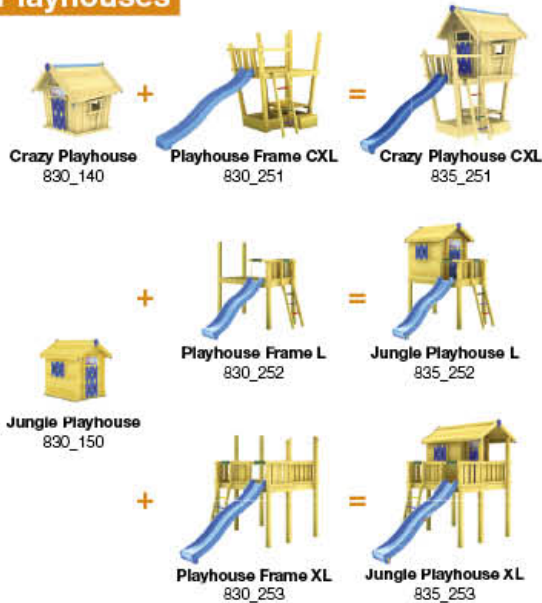 Playhouses
+
=
Crazy Playhouse
830_140
Playhouse Frame CXL
830_251
Crazy Playhouse CXL
835_251
+
=
Playhouse Frame L
830_252
Jungle Playhouse L
835_252
Jungle Playhouse
830_150
+
=
Playhouse Frame XL
830_253
Jungle Playhouse XL
835_253